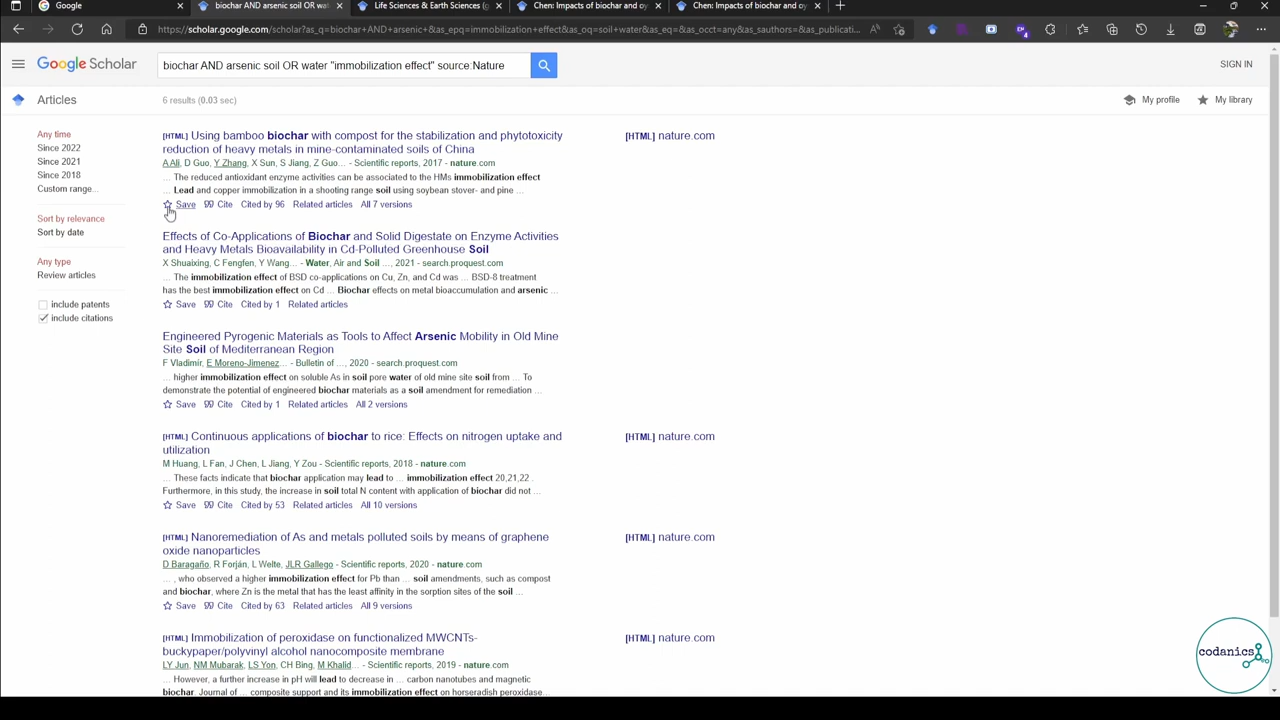 Google
biochar AND arsenic soil OR wat
Life Sciences & Earth Sciences (
Chen: Impacts of biochar and oy
Chen: Impacts of biochar and oy
https://scholar.google.com/scholar?as_q=biochar+AND+arsenic+&as_epq=immobilization+effect&as_oq=soil+water&as_eq=&as_occt=any&as_sauthors=&as_publicati...
Google Scholar
biochar AND arsenic soil OR water "immobilization effect" source:Nature
SIGN IN
Articles
6 results (0.03 sec)
My profile
My library
Any time
Since 2022
Since 2021
Since 2018
Custom range...
Sort by relevance
Sort by date
Any type
Review articles
include patents
include citations
[HTML] Using bamboo biochar with compost for the stabilization and phytotoxicity
reduction of heavy metals in mine-contaminated soils of China
[HTML] nature.com
A Ali, D Guo, Y Zhang, X Sun, S Jiang, Z Guo... - Scientific reports, 2017 - nature.com
... The reduced antioxidant enzyme activities can be associated to the HMs immobilization effect
... Lead and copper immobilization in a shooting range soil using soybean stover- and pine ...
Save Cite Cited by 96 Related articles All 7 versions
Effects of Co-Applications of Biochar and Solid Digestate on Enzyme Activities
and Heavy Metals Bioavailability in Cd-Polluted Greenhouse Soil
X Shuaixing, C Fengfen, Y Wang... - Water, Air and Soil ..., 2021 - search.proquest.com
... The immobilization effect of BSD co-applications on Cu, Zn, and Cd was ... BSD-8 treatment
has the best immobilization effect on Cd ... Biochar effects on metal bioaccumulation and arsenic ...
Save Cite Cited by 1 Related articles
Engineered Pyrogenic Materials as Tools to Affect Arsenic Mobility in Old Mine
Site Soil of Mediterranean Region
F Vladimír, E Moreno-Jimenez... - Bulletin of ..., 2020 - search.proquest.com
... higher immobilization effect on soluble As in soil pore water of old mine site soil from ... To
demonstrate the potential of engineered biochar materials as a soil amendment for remediation ...
Save Cite Cited by 1 Related articles All 2 versions
[HTML] Continuous applications of biochar to rice: Effects on nitrogen uptake and
utilization
[HTML] nature.com
M Huang, L Fan, J Chen, L Jiang, Y Zou - Scientific reports, 2018 - nature.com
... These facts indicate that biochar application may lead to ... immobilization effect 20,21,22 .
Furthermore, in this study, the increase in soil total N content with application of biochar did not ...
Save Cite Cited by 53 Related articles All 10 versions
[HTML] Nanoremediation of As and metals polluted soils by means of graphene
oxide nanoparticles
[HTML] nature.com
D Baragaño, R Forján, L Welte, JLR Gallego - Scientific reports, 2020 - nature.com
... , who observed a higher immobilization effect for Pb than ... soil amendments, such as compost
and biochar, where Zn is the metal that has the least affinity in the sorption sites of the soil ...
Save Cite Cited by 63 Related articles All 9 versions
[HTML] Immobilization of peroxidase on functionalized MWCNTs-
buckypaper/polyvinyl alcohol nanocomposite membrane
[HTML] nature.com
LY Jun, NM Mubarak, LS Yon, CH Bing, M Khalid... - Scientific reports, 2019 - nature.com
... However, a further increase in pH will lead to decrease in ... carbon nanotubes and magnetic
biochar. Journal of ... composite support and its immobilization effect on horseradish peroxidase...
codanics